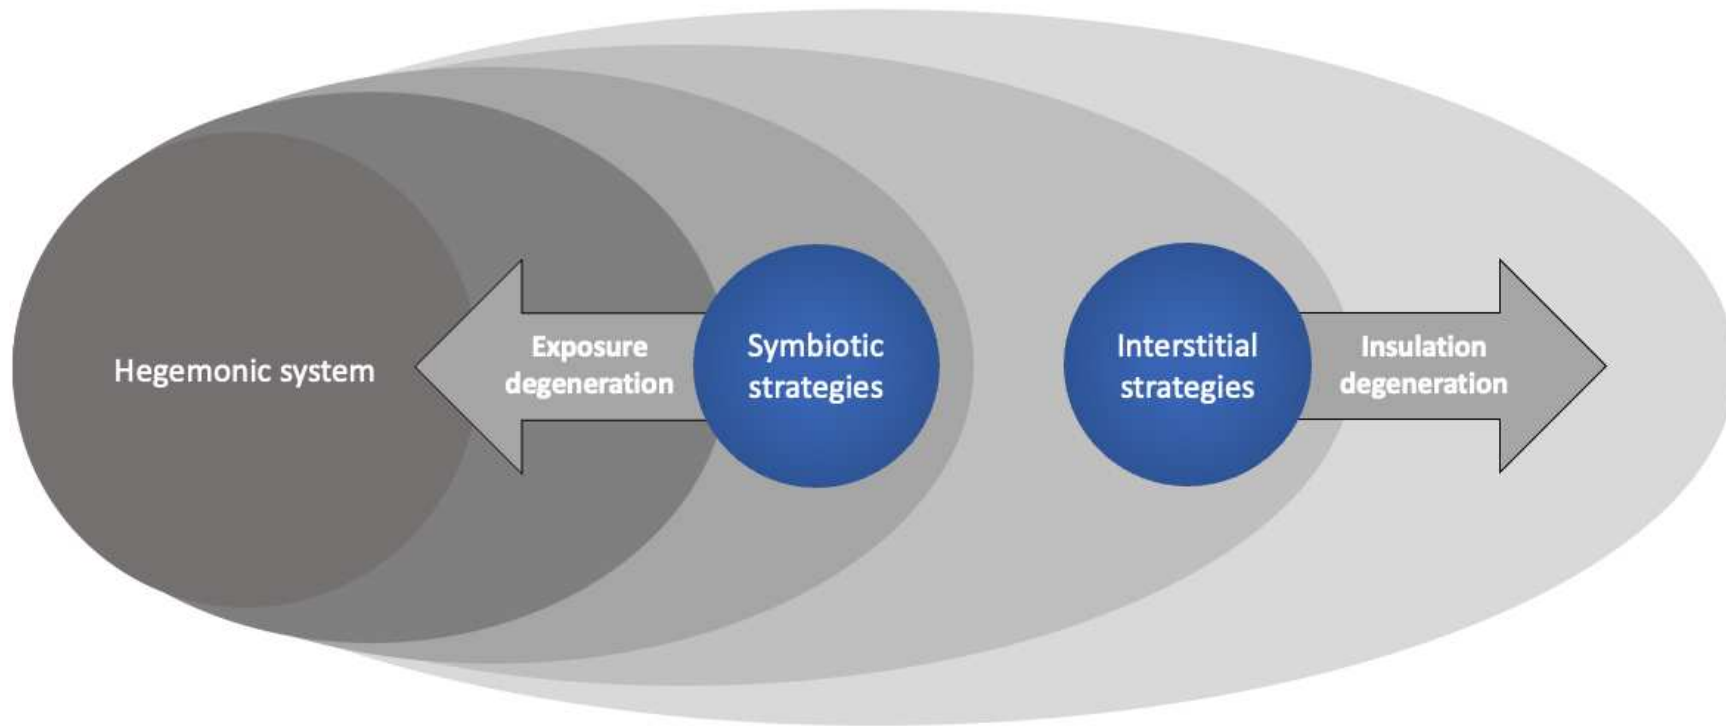 Hegemonic system
Exposure
degeneration
Symbiotic
strategies
Interstitial
strategies
Insulation
degeneration